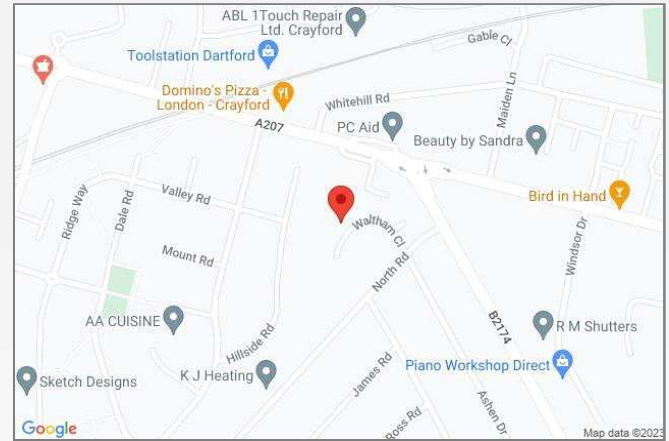 ABL 1Touch Repair
Ltd. Crayford
Gable Cl
Toolstation Dartford
Domino's Pizza -
London - Crayford
Whitehill Rd
Maiden Ln
A207
PC Aid
Beauty by Sandra
Valley Rd
Bird in Hand
Ridge Way
Dale Rd
Waltham Cl
Windsor Dr
Mount Rd
North Rd
AA CUISINE
B2174
R M Shutters
Hillside Rd
Piano Workshop Direct
K J Heating
James Rd
Sketch Designs
Ashen Dr
Ross Rd
Google
Map data ©2023